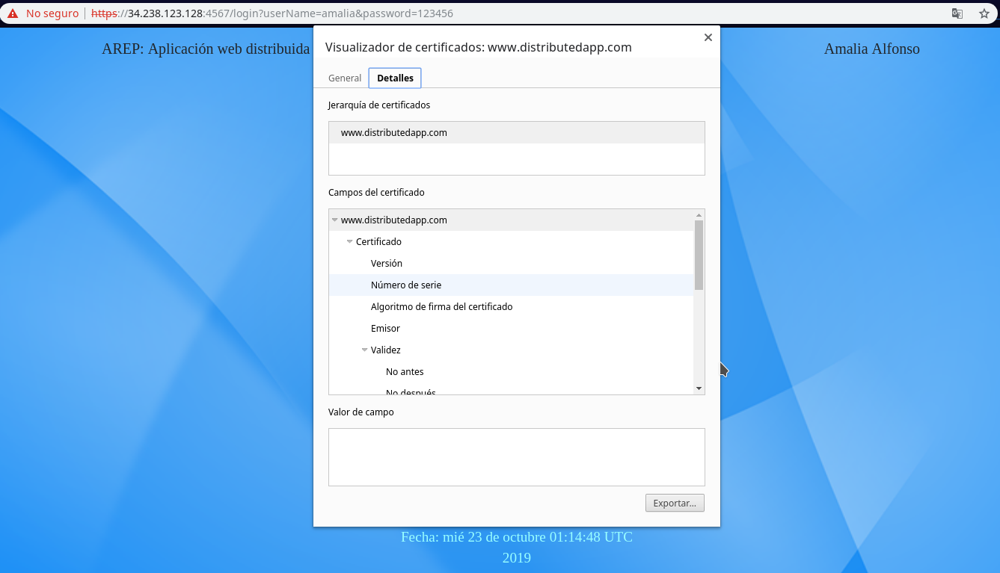 No seguro https://34.238.123.128:4567/login?userName=amalia&password=123456
Visualizador de certificados: www.distributedapp.com
AREP: Aplicación web distribuida
Amalia Alfonso
General Detalles
Jerarquía de certificados
www.distributedapp.com
Campos del certificado
www.distributedapp.com
Certificado
Versión
Número de serie
Algoritmo de firma del certificado
Emisor
Validez
No antes
No después
Valor de campo
Exportar...
Fecha: mié 23 de octubre 01:14:48 UTC
2019